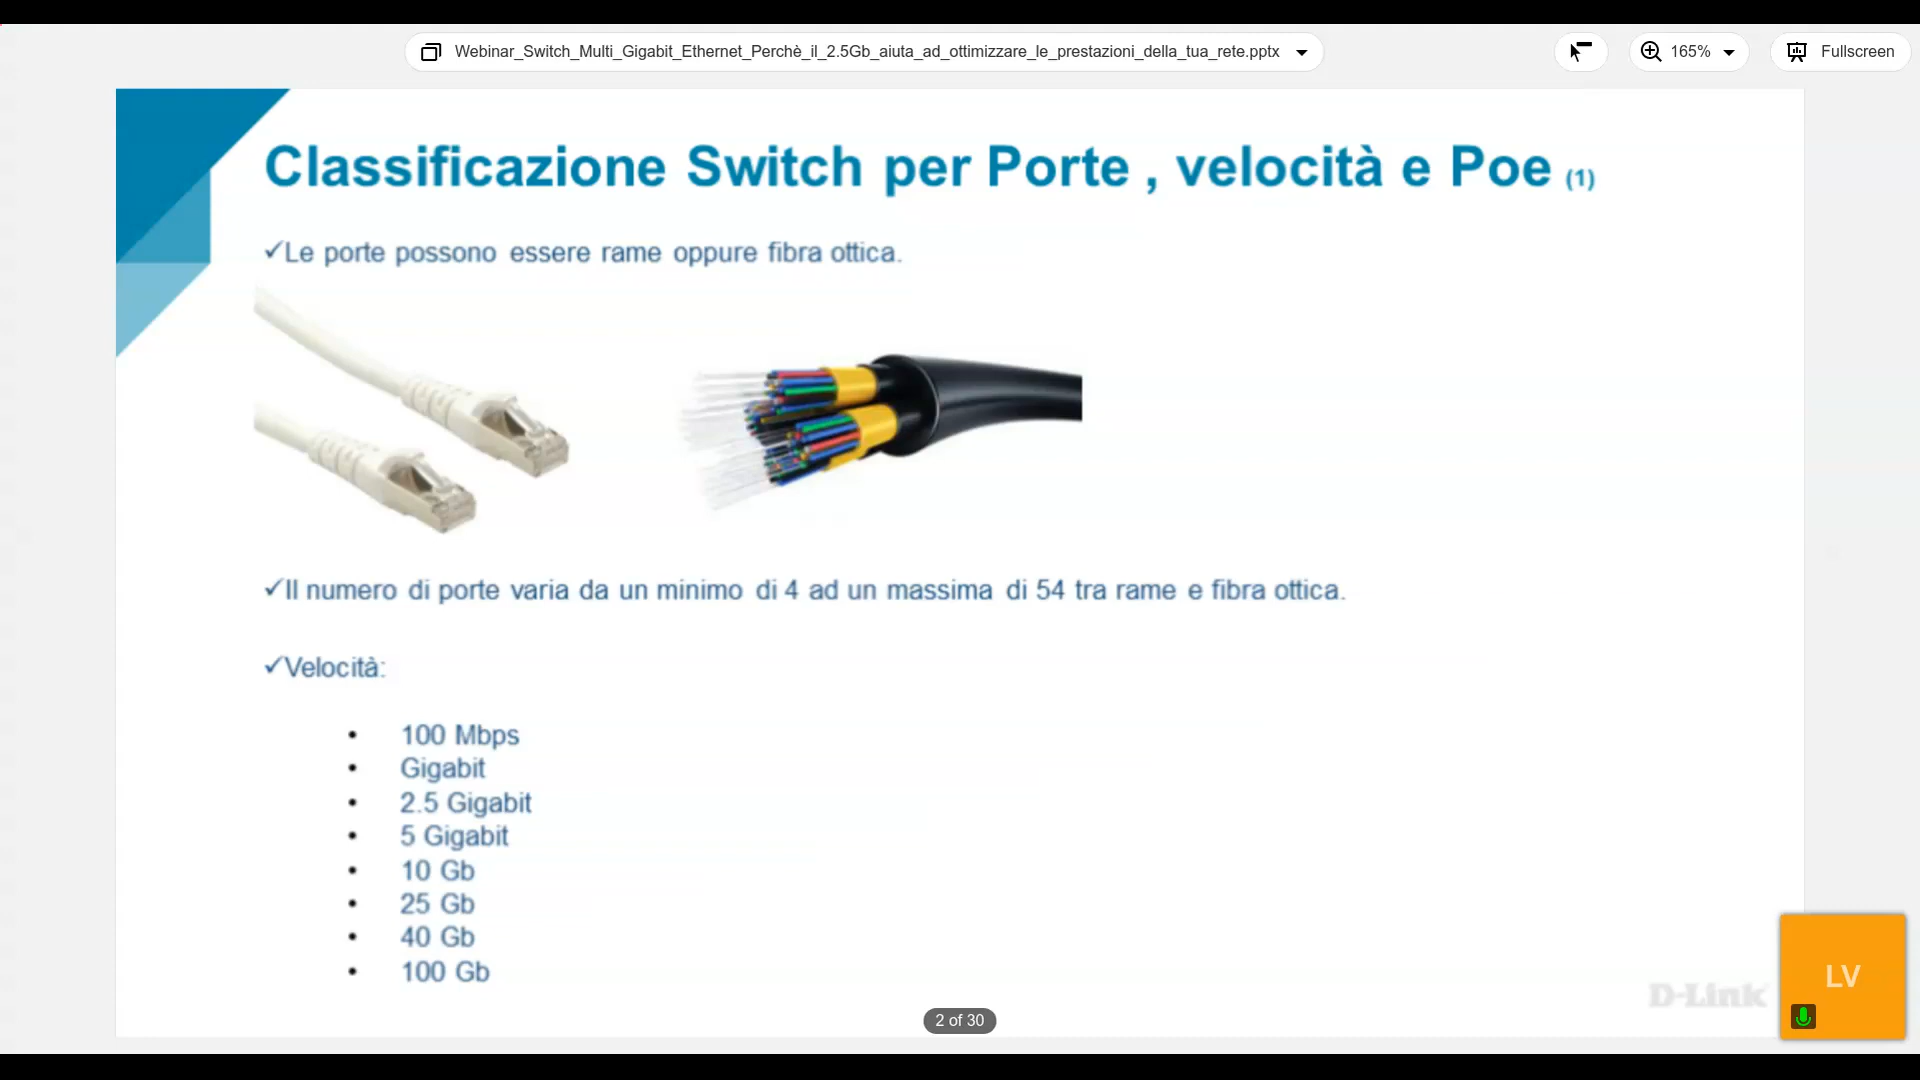 Webinar_Switch_Multi_Gigabit_Ethernet_Perchè_il_2.5Gb_aiuta_ad_ottimizzare_le_prestazioni_della_tua_rete.pptx
165%
Fullscreen
Classificazione Switch per Porte , velocità e Poe (1)
✓Le porte possono essere rame oppure fibra ottica.
✓Il numero di porte varia da un minimo di 4 ad un massima di 54 tra rame e fibra ottica.
✓Velocità:
• 100 Mbps
• Gigabit
• 2.5 Gigabit
• 5 Gigabit
• 10 Gb
• 25 Gb
• 40 Gb
• 100 Gb
D-Link
LV
2 of 30